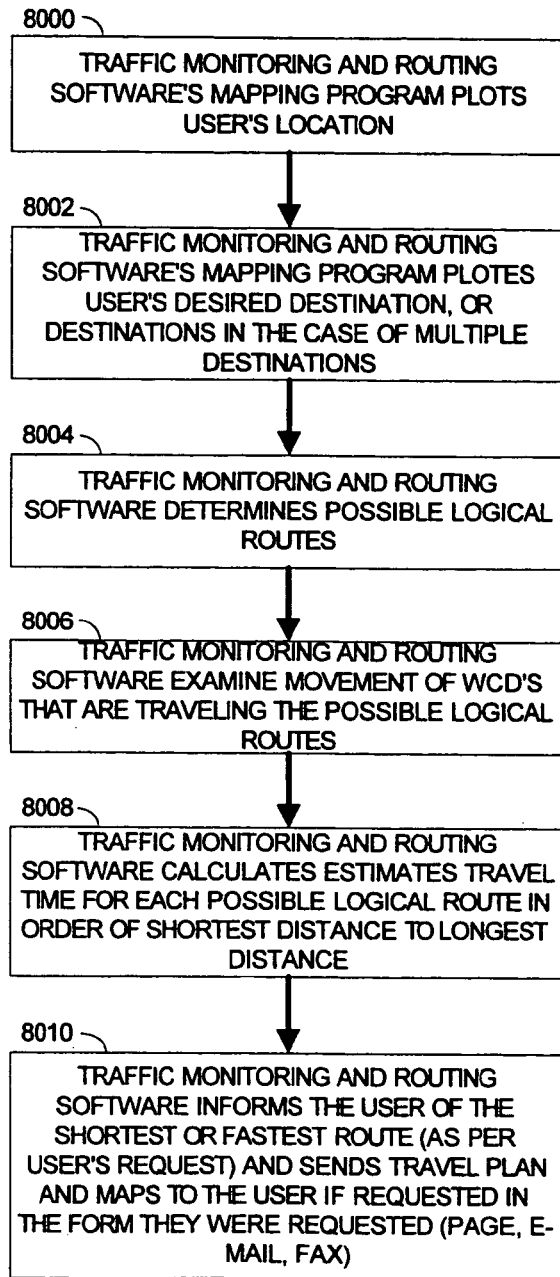 8000
TRAFFIC MONITORING AND ROUTING
SOFTWARE'S MAPPING PROGRAM PLOTS
USER'S LOCATION
8002
TRAFFIC MONITORING AND ROUTING
SOFTWARE'S MAPPING PROGRAM PLOTES
USER'S DESIRED DESTINATION, OR
DESTINATIONS IN THE CASE OF MULTIPLE
DESTINATIONS
8004
TRAFFIC MONITORING AND ROUTING
SOFTWARE DETERMINES POSSIBLE LOGICAL
ROUTES
8006
TRAFFIC MONITORING AND ROUTING
SOFTWARE EXAMINE MOVEMENT OF WCD'S
THAT ARE TRAVELING THE POSSIBLE LOGICAL
ROUTES
8008
TRAFFIC MONITORING AND ROUTING
SOFTWARE CALCULATES ESTIMATES TRAVEL
TIME FOR EACH POSSIBLE LOGICAL ROUTE IN
ORDER OF SHORTEST DISTANCE TO LONGEST
DISTANCE
8010
TRAFFIC MONITORING AND ROUTING
SOFTWARE INFORMS THE USER OF THE
SHORTEST OR FASTEST ROUTE (AS PER
USER'S REQUEST) AND SENDS TRAVEL PLAN
AND MAPS TO THE USER IF REQUESTED IN
THE FORM THEY WERE REQUESTED (PAGE, E-
MAIL, FAX)